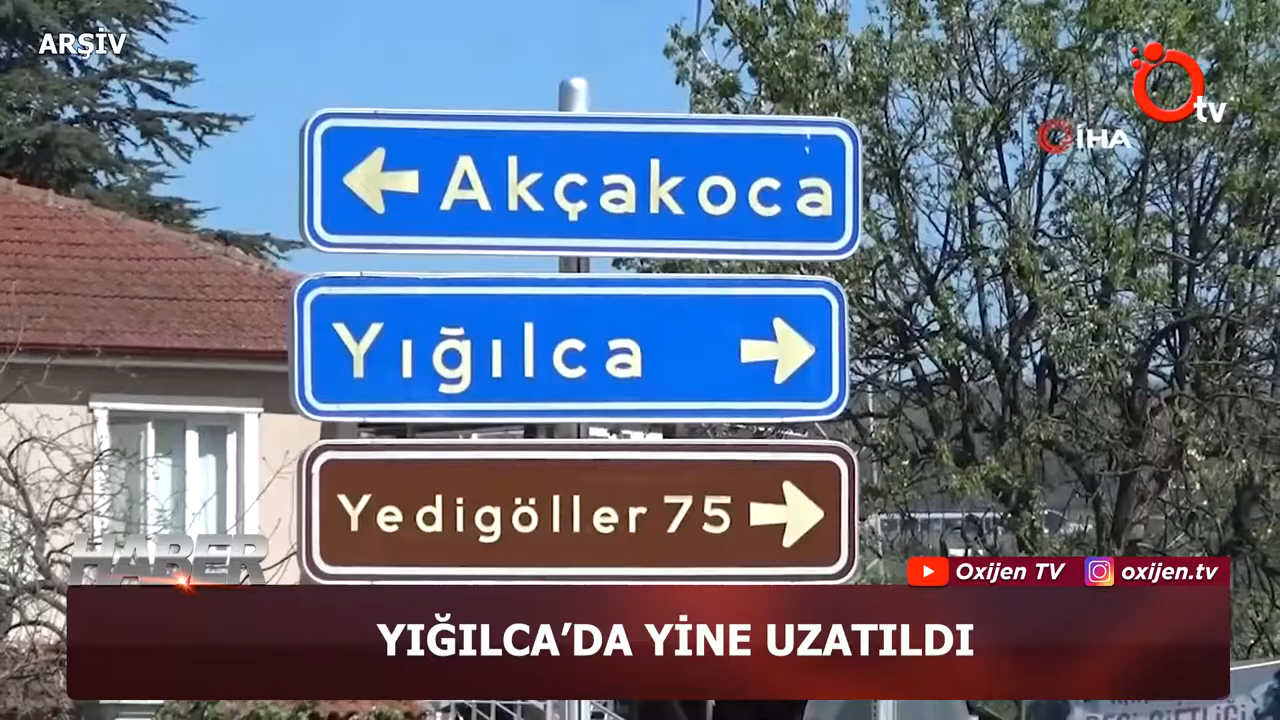 ARŞİV
tv
İHA
Akçakoca
Yığılca
Yedigöller 75
HABER
Oxijen TV
oxijen.tv
YIĞILCA’DA YİNE UZATILDI